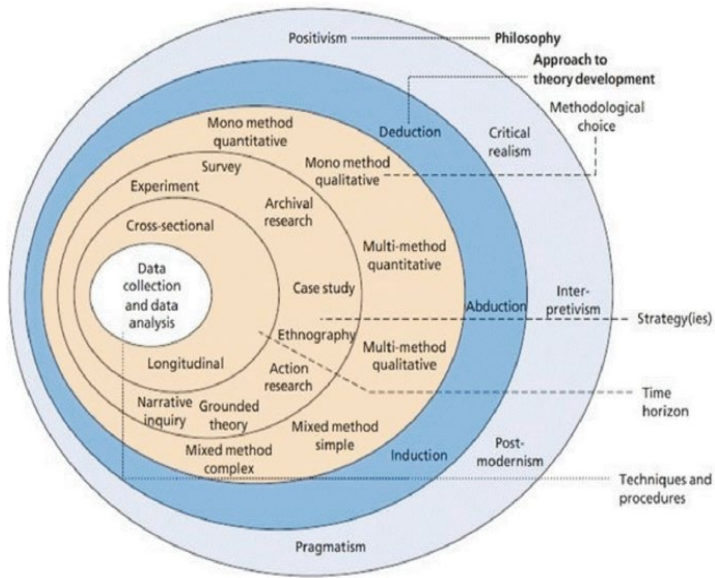 Positivism
Philosophy
Approach to
theory development
Methodological
choice
Mono method
quantitative
Deduction
Critical
realism
Mono method
qualitative
Survey
Experiment
Archival
research
Cross-sectional
Multi-method
quantitative
Data
collection
and data
analysis
Case study
Abduction
Inter-
pretivism
Strategy(ies)
Ethnography
Multi-method
qualitative
Longitudinal
Action
research
Time
horizon
Narrative
inquiry
Grounded
theory
Mixed method
simple
Mixed method
complex
Induction
Post-
modernism
Techniques and
procedures
Pragmatism